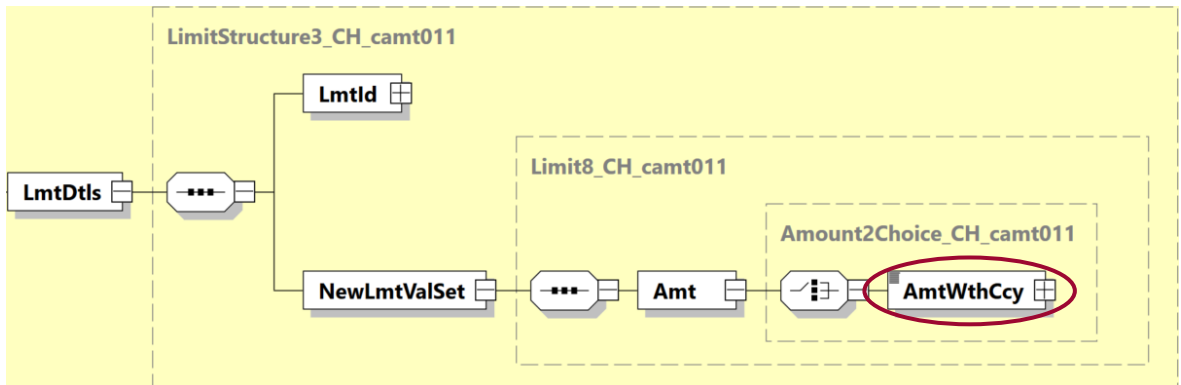 LimitStructure3_CH_camt011
LmtId
Limit8_CH_camt011
LmtDtls
Amount2Choice_CH_camt011
NewLmtValSet
Amt
AmtWthCcy